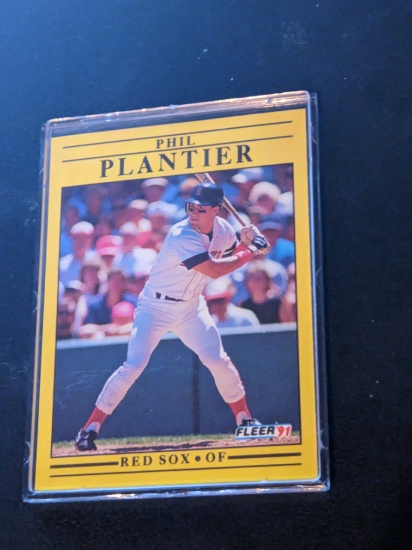 PHIL
PLANTIER
FLEER '91
RED SOX • OF